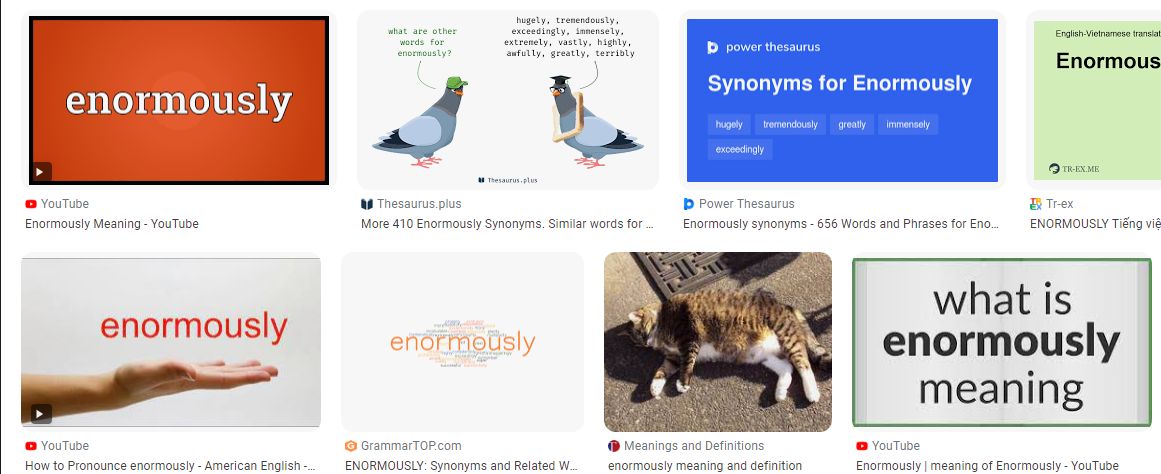 enormously
YouTube
Enormously Meaning - YouTube
what are other
words for
enormously?
hugely, tremendously,
exceedingly, immensely,
extremely, vastly, highly,
awfully, greatly, terribly
Thesaurus.plus
Thesaurus.plus
More 410 Enormously Synonyms. Similar words for ...
power thesaurus
Synonyms for Enormously
hugely
tremendously
greatly
immensely
exceedingly
Power Thesaurus
Enormously synonyms - 656 Words and Phrases for Eno...
English-Vietnamese translat
Enormous
TR-EX.ME
Tr-ex
ENORMOUSLY Tiếng việ
enormously
YouTube
How to Pronounce enormously - American English -...
enormously
GrammarTOP.com
ENORMOUSLY: Synonyms and Related W...
Meanings and Definitions
enormously meaning and definition
what is
enormously
meaning
YouTube
Enormously | meaning of Enormously - YouTube